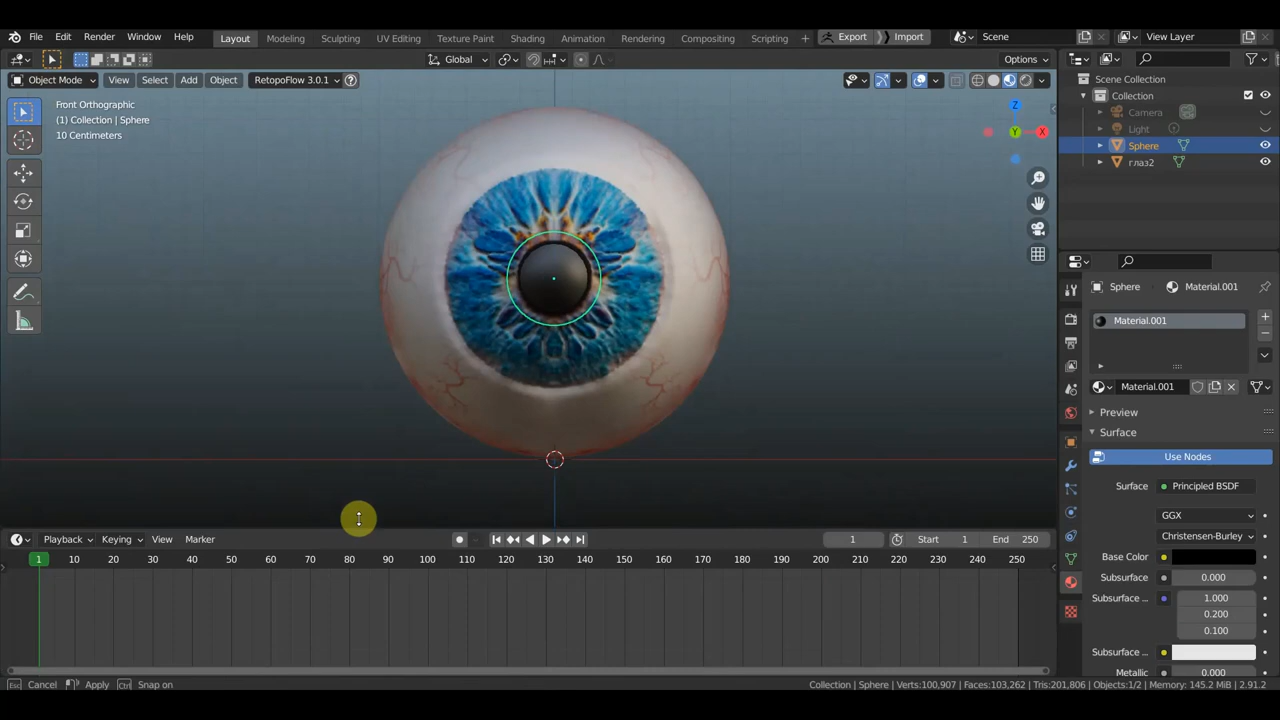 File Edit Render Window Help Layout Modeling Sculpting UV Editing Texture Paint Shading Animation Rendering Compositing Scripting + Export Import Scene View Layer
Global Options
Object Mode View Select Add Object RetopoFlow 3.0.1
Front Orthographic
(1) Collection | Sphere
10 Centimeters
Z
Y
X
Scene Collection
Collection
Camera
Light
Sphere
глаз2
Sphere Material.001
Material.001
Material.001
Preview
Surface
Use Nodes
Surface Principled BSDF
GGX
Christensen-Burley
Base Color
Subsurface 0.000
Subsurface ... 1.000
0.200
0.100
Subsurface ...
Metallic 0.000
Playback Keying View Marker 1 Start 1 End 250
1 10 20 30 40 50 60 70 80 90 100 110 120 130 140 150 160 170 180 190 200 210 220 230 240 250
Esc Cancel Apply Ctrl Snap on Collection | Sphere | Verts:100,907 | Faces:103,262 | Tris:201,806 | Objects:1/2 | Memory: 145.2 MiB | 2.91.2